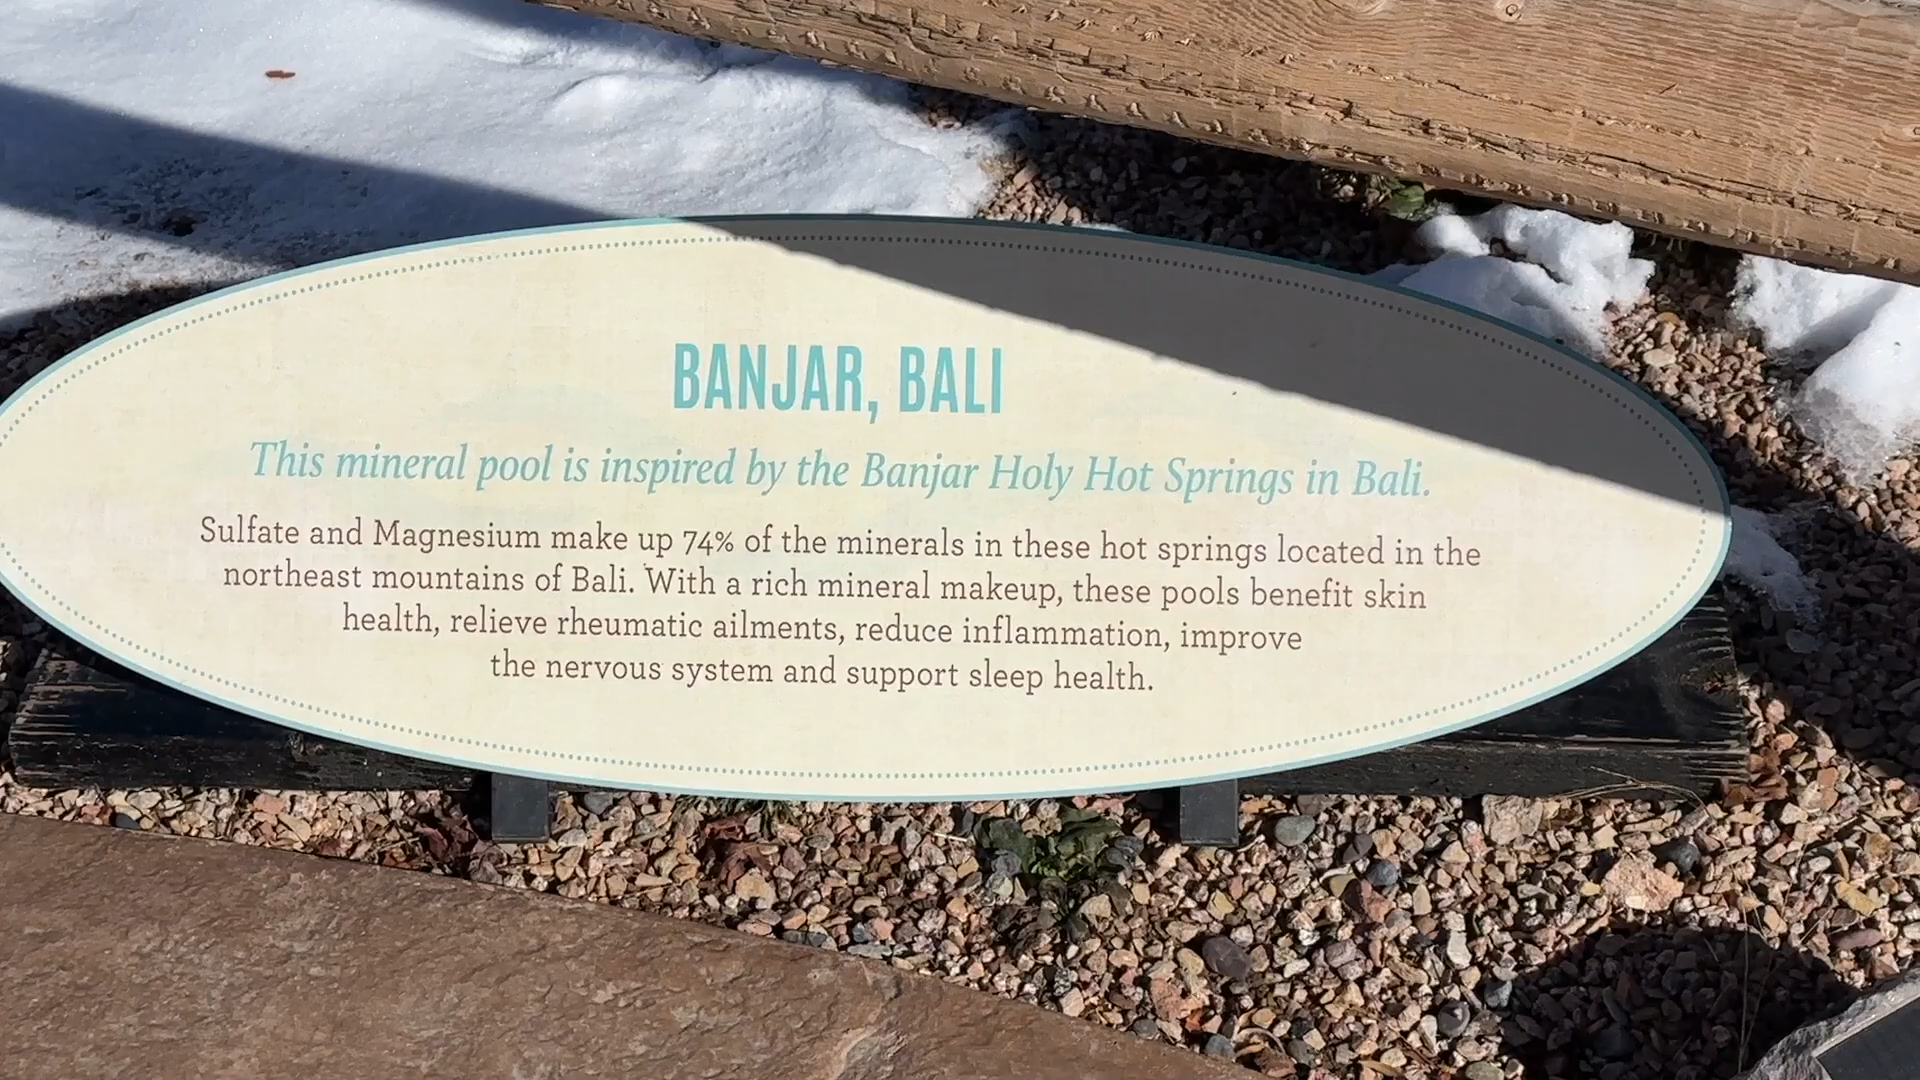 BANJAR, BALI
This mineral pool is inspired by the Banjar Holy Hot Springs in Bali.
Sulfate and Magnesium make up 74% of the minerals in these hot springs located in the
northeast mountains of Bali. With a rich mineral makeup, these pools benefit skin
health, relieve rheumatic ailments, reduce inflammation, improve
the nervous system and support sleep health.